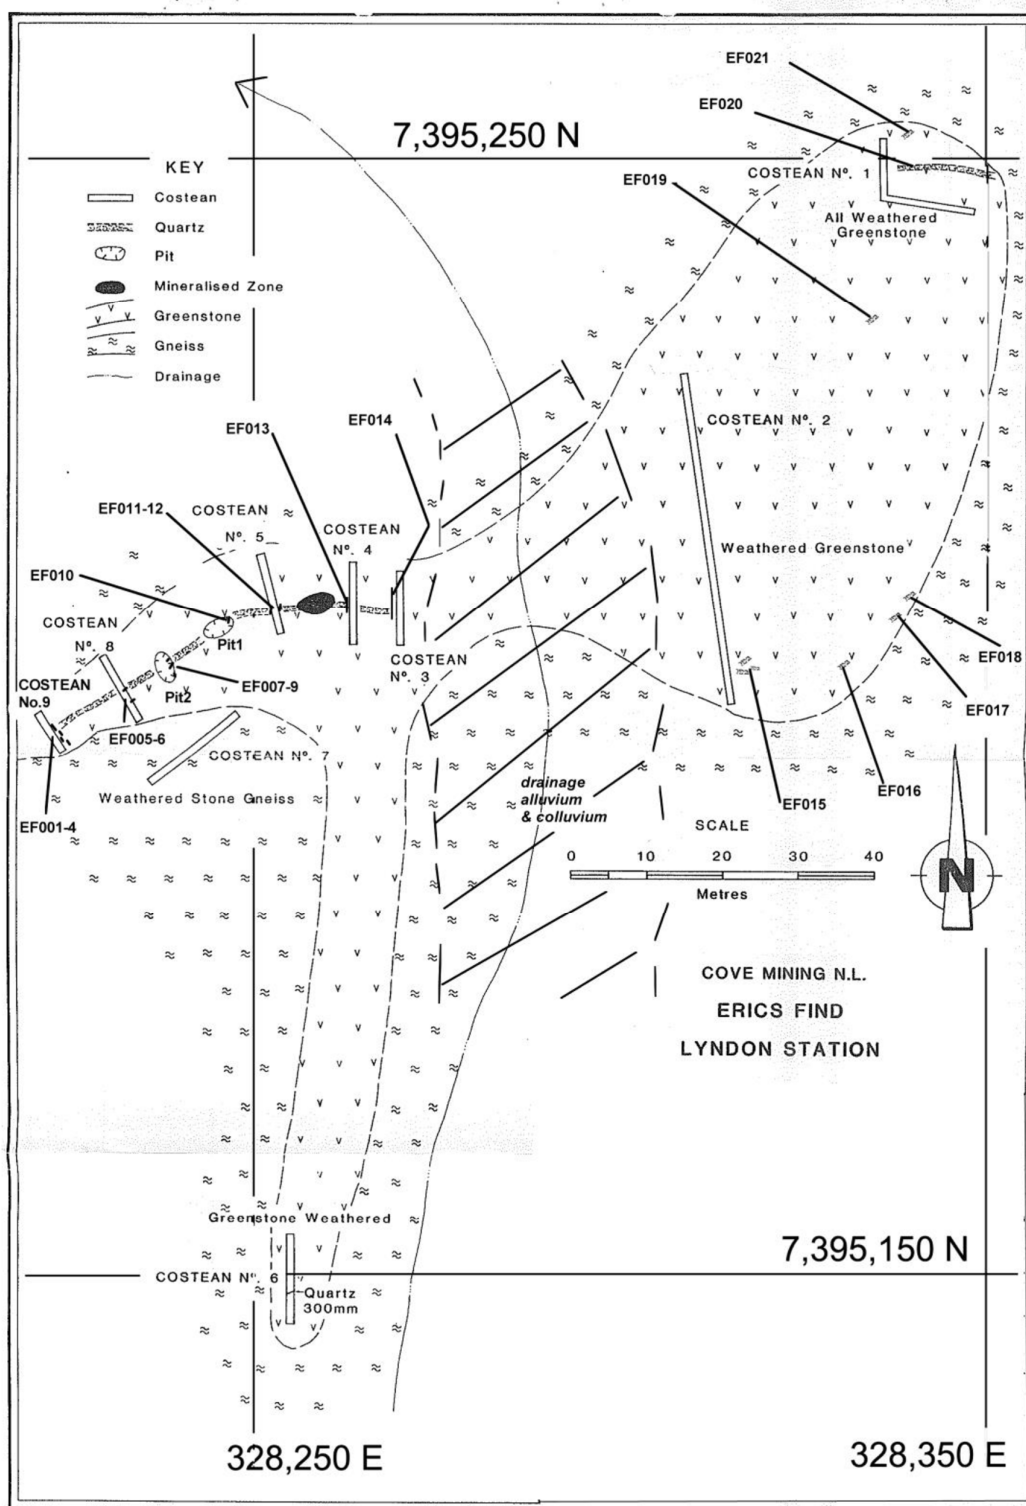 EF021
EF020
7,395,250 N
KEY
COSTEAN Nº. 1
EF019
Costean
All Weathered
Greenstone
Quartz
Pit
Mineralised Zone
Greenstone
Gneiss
Drainage
EF013
EF014
COSTEAN Nº. 2
EF011-12
COSTEAN
Nº. 5
COSTEAN
Nº. 4
Weathered Greenstone
EF010
COSTEAN
Nº. 8
Pit1
COSTEAN
Nº. 3
EF018
COSTEAN
No.9
Pit2
EF007-9
EF017
EF005-6
COSTEAN Nº. 7
EF016
EF015
drainage
alluvium
& colluvium
Weathered Stone Gneiss
EF001-4
SCALE
0 10 20 30 40
Metres
N
COVE MINING N.L.
ERICS FIND
LYNDON STATION
Greenstone Weathered
7,395,150 N
COSTEAN Nº. 6
Quartz
300mm
328,250 E
328,350 E